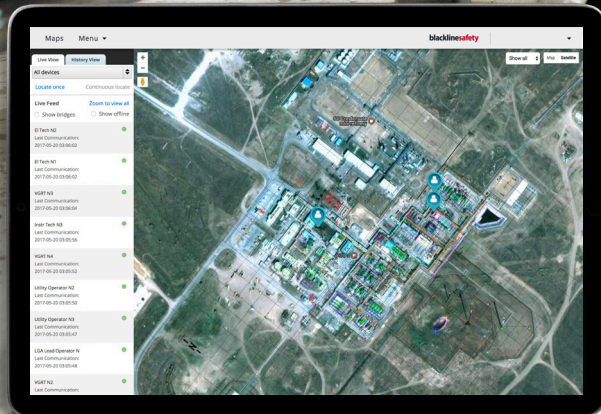 Maps
Menu
blacklinesafety
Live View
History View
All devices
Locate once
Continuous locate
Live Feed
Zoom to view all
Show bridges
Show offline
El Tech N2
Last Communication:
2017-05-20 03:06:02
El Tech N1
Last Communication:
2017-05-20 03:06:02
VGRT N3
Last Communication:
2017-05-20 03:06:04
Instr Tech N3
Last Communication:
2017-05-20 03:05:56
VGRT N4
Last Communication:
2017-05-20 03:05:52
Utility Operator N2
Last Communication:
2017-05-20 03:05:50
Utility Operator N3
Last Communication:
2017-05-20 03:05:47
LGA Lead Operator N
Last Communication:
2017-05-20 03:05:48
VGRT N2
Last Communication:
+
−
Show all
Map
Satellite